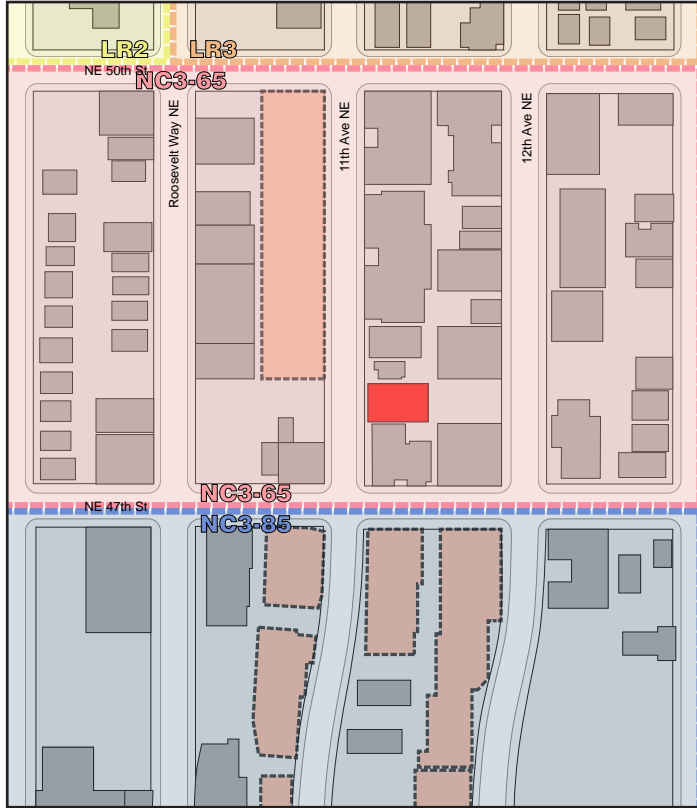 LR2
LR3
NE 50th St
NC3-65
Roosevelt Way NE
11th Ave NE
12th Ave NE
NC3-65
NE 47th St
NC3-85